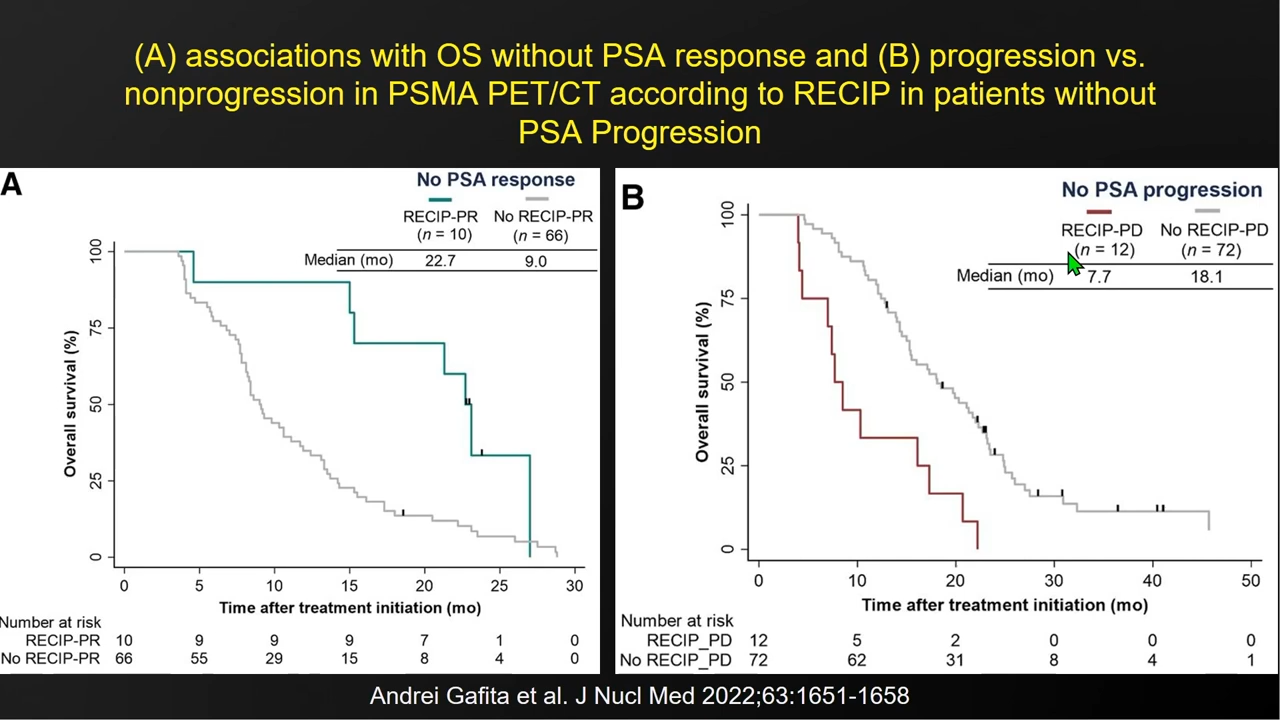 (A) associations with OS without PSA response and (B) progression vs.
nonprogression in PSMA PET/CT according to RECIP in patients without
PSA Progression
A
No PSA response
RECIP-PR No RECIP-PR
(n = 10) (n = 66)
Median (mo) 22.7 9.0
Overall survival (%)
100
75
50
25
0
0 5 10 15 20 25 30
Time after treatment initiation (mo)
Number at risk
RECIP-PR 10 9 9 9 7 1 0
No RECIP-PR 66 55 29 15 8 4 0
B
No PSA progression
RECIP-PD No RECIP-PD
(n = 12) (n = 72)
Median (mo) 7.7 18.1
Overall survival (%)
100
75
50
25
0
0 10 20 30 40 50
Time after treatment initiation (mo)
Number at risk
RECIP_PD 12 5 2 0 0 0
No RECIP_PD 72 62 31 8 4 1
Andrei Gafita et al. J Nucl Med 2022;63:1651-1658